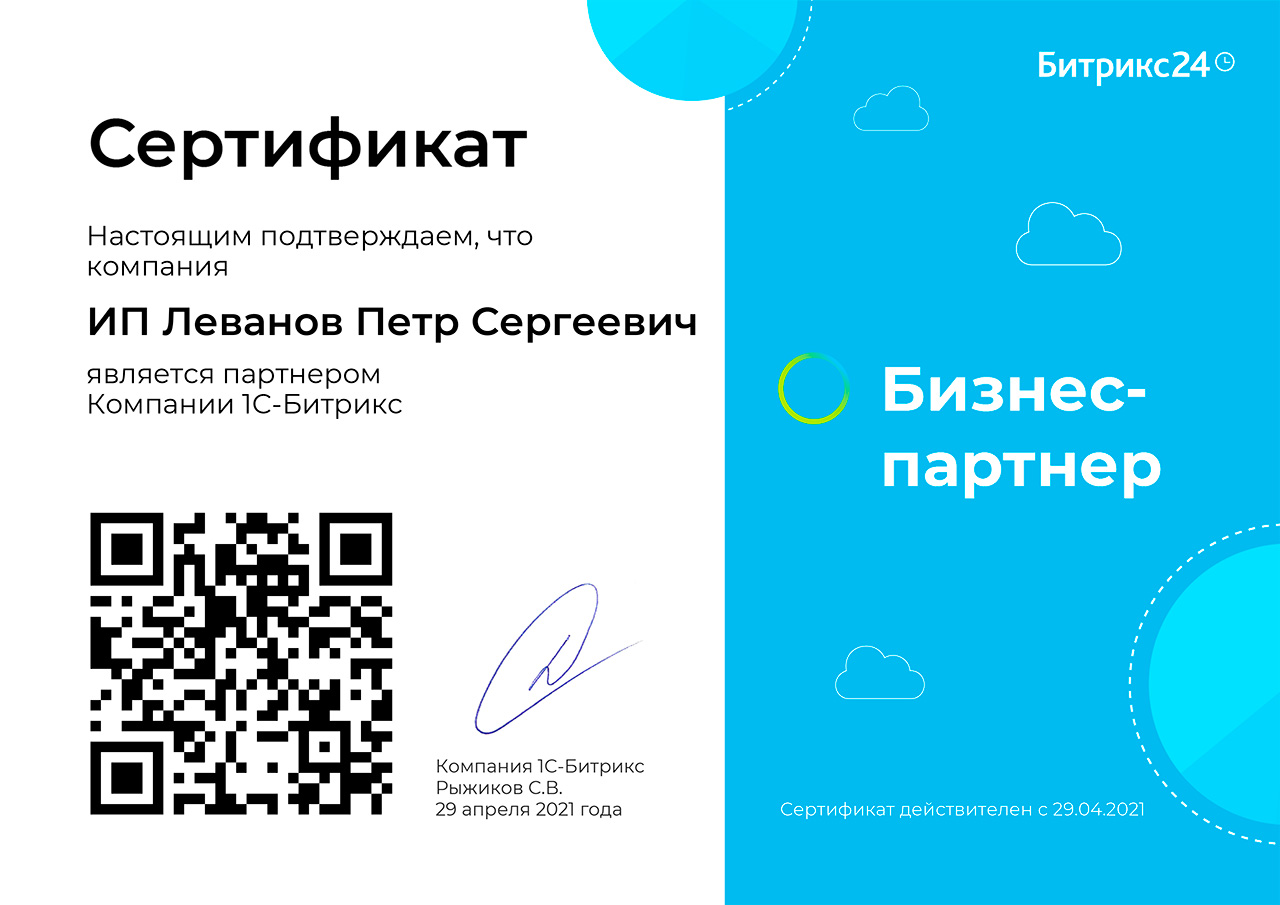 Битрикс24
Сертификат
Настоящим подтверждаем, что
компания
ИП Леванов Петр Сергеевич
является партнером
Компании 1С-Битрикс
Бизнес-
партнер
Компания 1С-Битрикс
Рыжиков С.В.
29 апреля 2021 года
Сертификат действителен с 29.04.2021